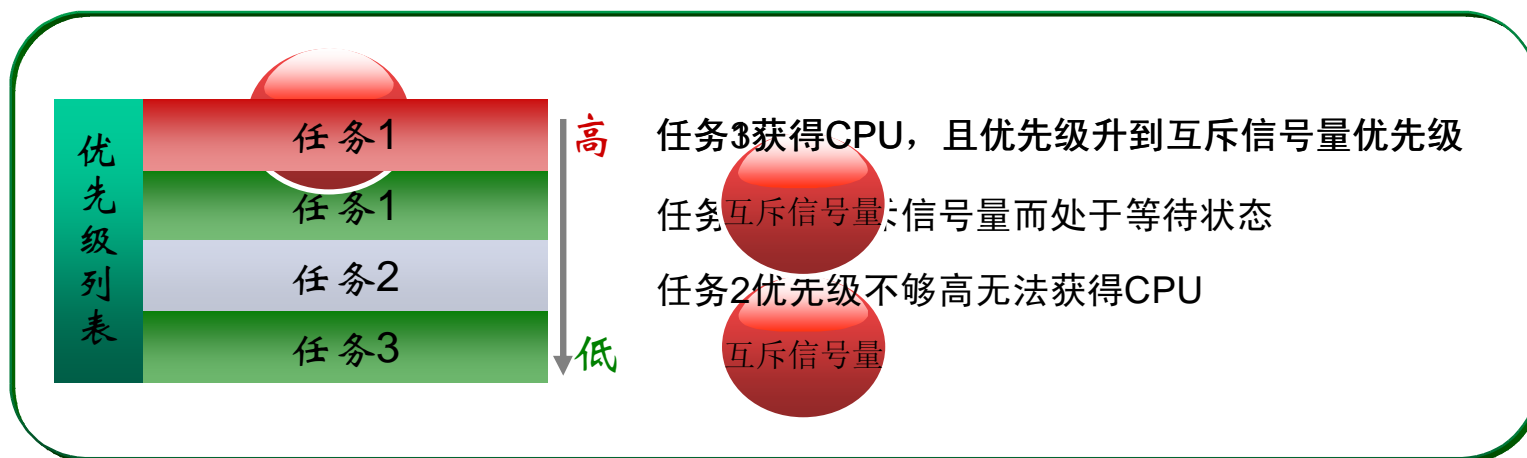 优先级列表
任务1
任务1
任务2
任务3
高
低
任务获得CPU，且优先级升到互斥信号量优先级
任务 信号量而处于等待状态
互斥信号量
任务2优先级不够高无法获得CPU
互斥信号量